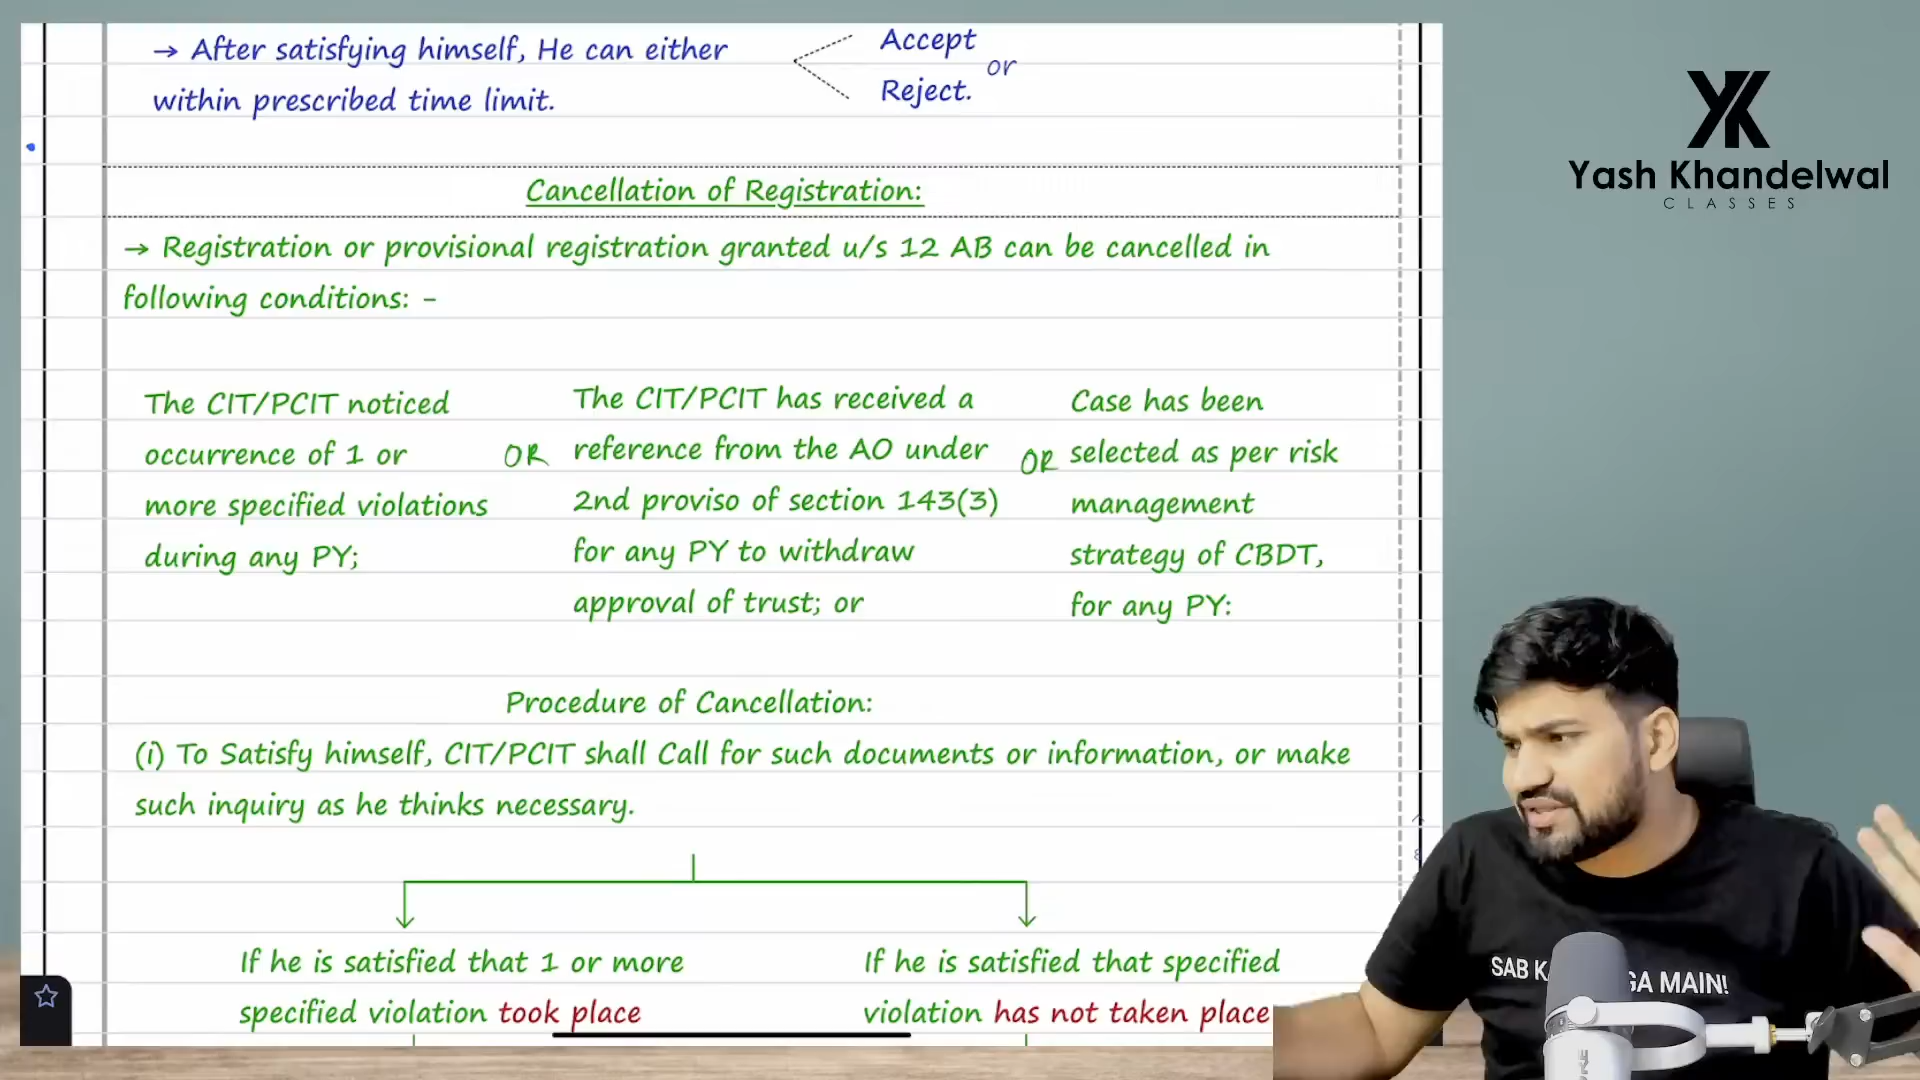 → After satisfying himself, He can either
within prescribed time limit.
Accept
or
Reject.
Cancellation of Registration:
→ Registration or provisional registration granted u/s 12 AB can be cancelled in
following conditions: -
The CIT/PCIT noticed
occurrence of 1 or
more specified violations
during any PY;
OR
The CIT/PCIT has received a
reference from the AO under
2nd proviso of section 143(3)
for any PY to withdraw
approval of trust; or
OR
Case has been
selected as per risk
management
strategy of CBDT,
for any PY:
Procedure of Cancellation:
(i) To Satisfy himself, CIT/PCIT shall Call for such documents or information, or make
such inquiry as he thinks necessary.
If he is satisfied that 1 or more
specified violation took place
If he is satisfied that specified
violation has not taken place
YK
Yash Khandelwal
CLASSES
SAB K
GA MAIN!